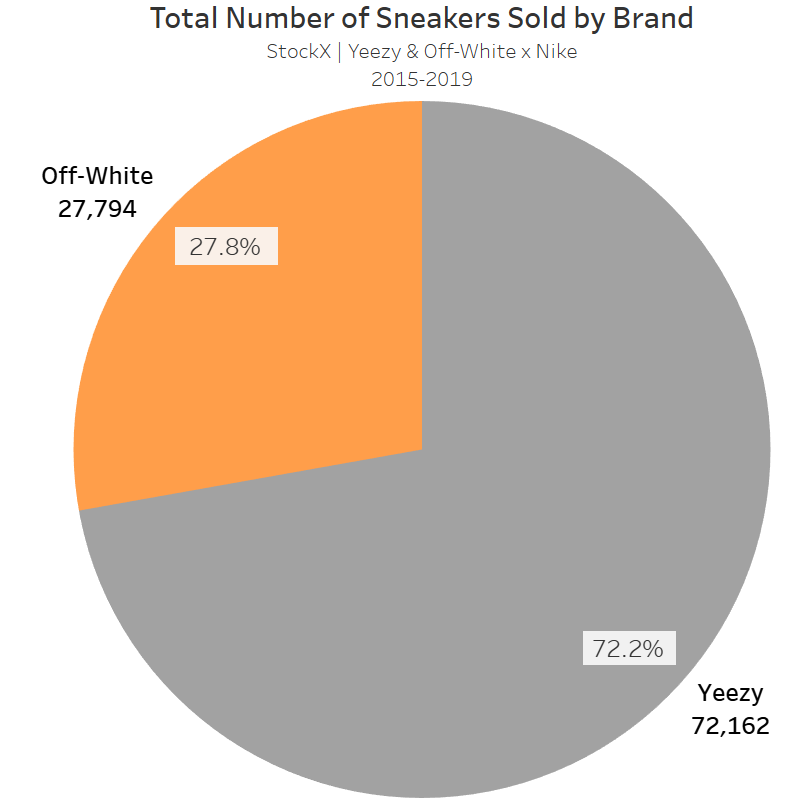 Total Number of Sneakers Sold by Brand
StockX | Yeezy & Off-White x Nike
2015-2019
Off-White
27,794
27.8%
72.2%
Yeezy
72,162